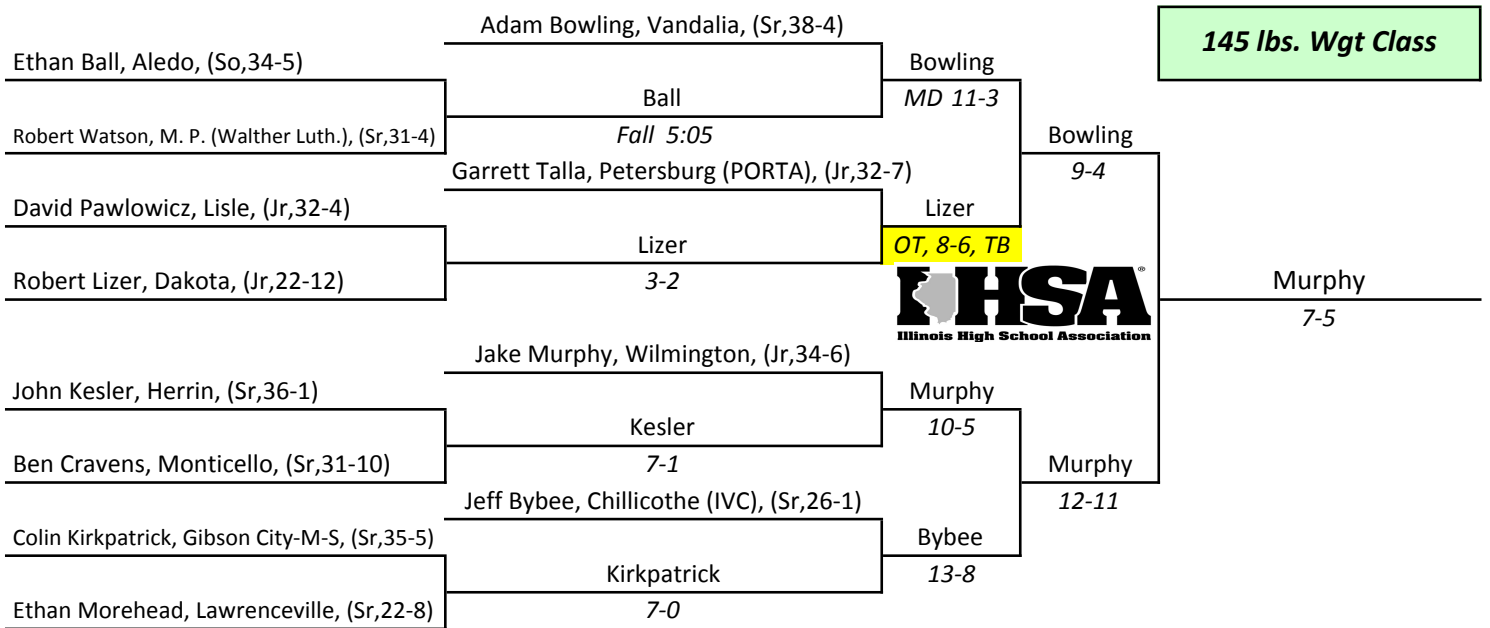 Adam Bowling, Vandalia, (Sr,38-4)
145 lbs. Wgt Class
Ethan Ball, Aledo, (So,34-5)
Bowling
Ball
MD 11-3
Robert Watson, M. P. (Walther Luth.), (Sr,31-4)
Fall 5:05
Bowling
Garrett Talla, Petersburg (PORTA), (Jr,32-7)
9-4
David Pawlowicz, Lisle, (Jr,32-4)
Lizer
Lizer
OT, 8-6, TB
Robert Lizer, Dakota, (Jr,22-12)
3-2
IHSA®
Illinois High School Association
Murphy
7-5
Jake Murphy, Wilmington, (Jr,34-6)
John Kesler, Herrin, (Sr,36-1)
Murphy
Kesler
10-5
Ben Cravens, Monticello, (Sr,31-10)
7-1
Murphy
Jeff Bybee, Chillicothe (IVC), (Sr,26-1)
12-11
Colin Kirkpatrick, Gibson City-M-S, (Sr,35-5)
Bybee
Kirkpatrick
13-8
Ethan Morehead, Lawrenceville, (Sr,22-8)
7-0